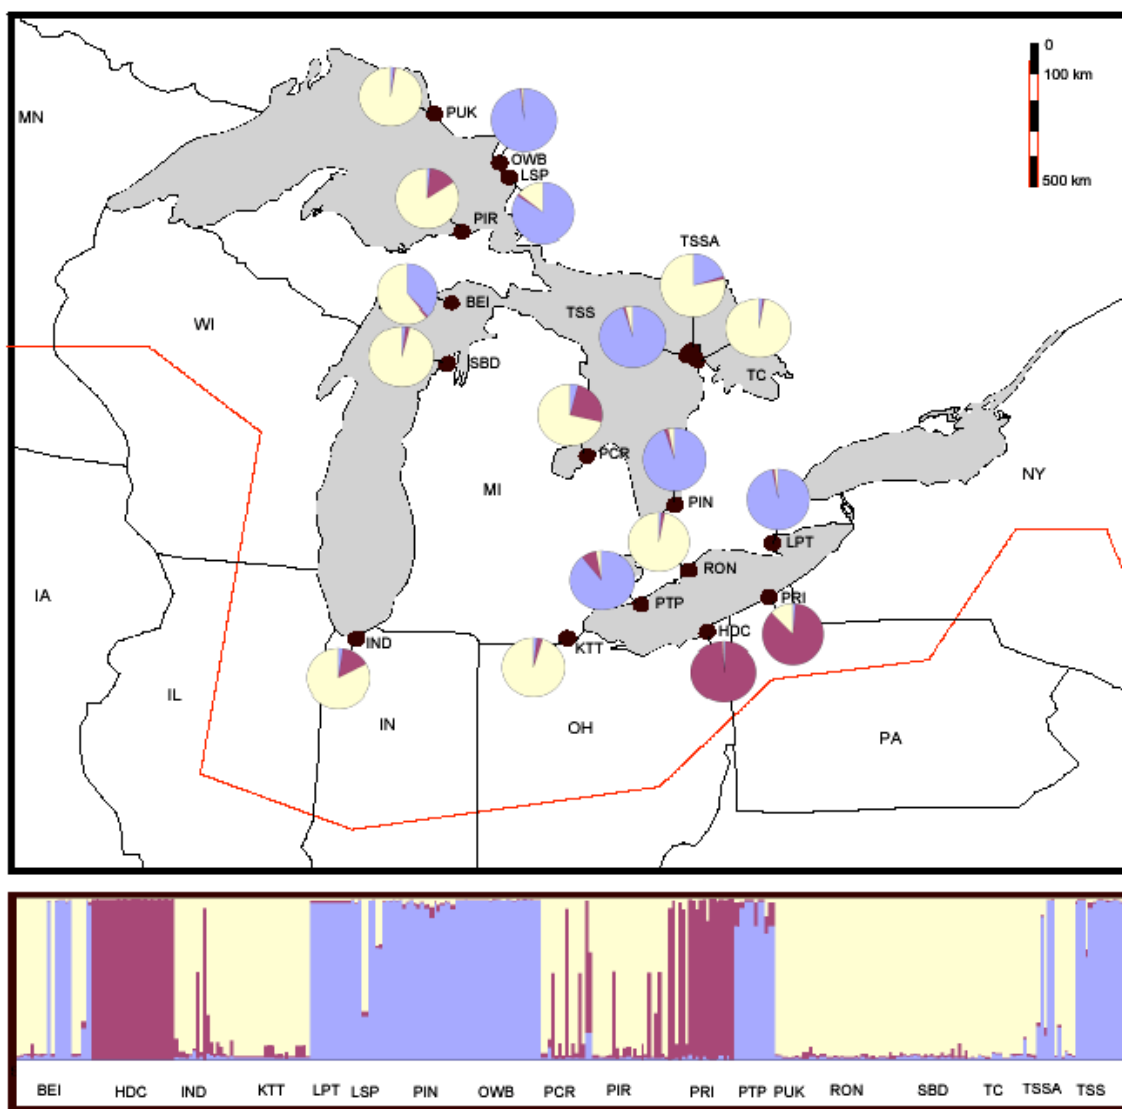 0
100 km
500 km
MN
PUK
OWB
LSP
PIR
TSSA
BEI
TSS
WI
SBD
TC
PCR
NY
MI
PIN
LPT
RON
IA
PTP
PRI
HDC
IND
KTT
IL
IN
OH
PA
BEI HDC IND KTT LPT LSP PIN OWB PCR PIR PRI PTP PUK RON SBD TC TSSA TSS